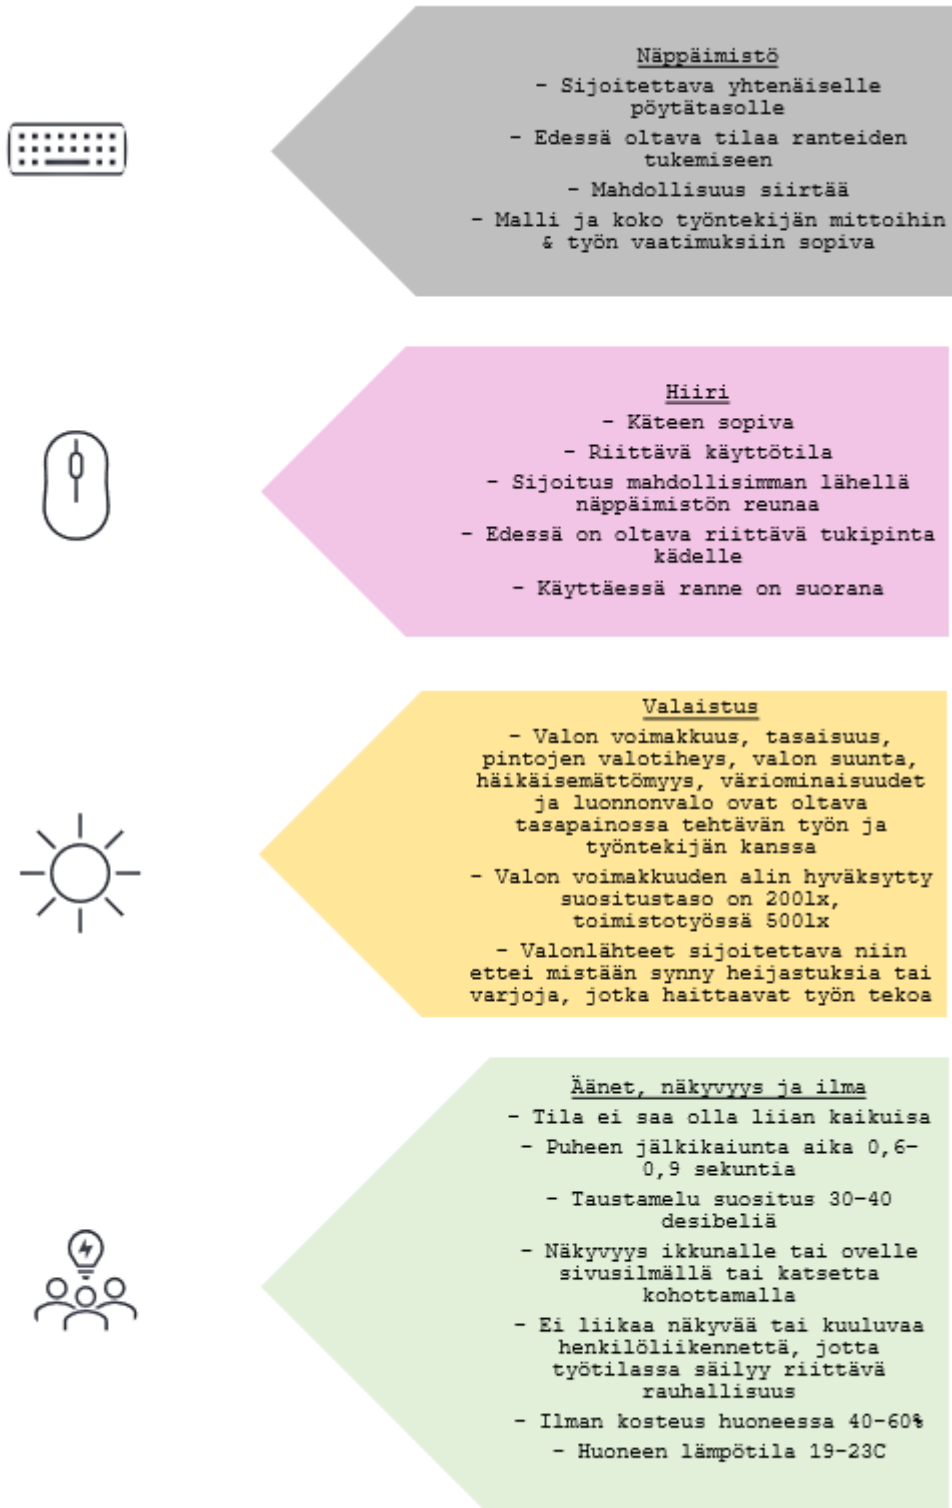 Näppäimistö
- Sijoitettava yhtenäiselle
pöytätasolle
- Edessä oltava tilaa ranteiden
tukemiseen
- Mahdollisuus siirtää
- Malli ja koko työntekijän mittoihin
& työn vaatimuksiin sopiva
Hiiri
- Käteen sopiva
- Riittävä käyttötila
- Sijoitus mahdollisimman lähellä
näppäimistön reunaa
- Edessä on oltava riittävä tukipinta
kädelle
- Käyttäessä ranne on suorana
Valaistus
- Valon voimakkuus, tasaisuus,
pintojen valotiheys, valon suunta,
häikäisemättömyys, väriominaisuudet
ja luonnonvalo ovat oltava
tasapainossa tehtävän työn ja
työntekijän kanssa
- Valon voimakkuuden alin hyväksytty
suositustaso on 200lx,
toimistotyössä 500lx
- Valonlähteet sijoitettava niin
ettei mistään synny heijastuksia tai
varjoja, jotka haittaavat työn tekoa
Äänet, näkyvyys ja ilma
- Tila ei saa olla liian kaikuisa
- Puheen jälkikaiunta aika 0,6-
0,9 sekuntia
- Taustamelu suositus 30-40
desibeliä
- Näkyvyys ikkunalle tai ovelle
sivusilmällä tai katsetta
kohottamalla
- Ei liikaa näkyvää tai kuuluvaa
henkilöliikennettä, jotta
työtilassa säilyy riittävä
rauhallisuus
- Ilman kosteus huoneessa 40-60%
- Huoneen lämpötila 19-23C